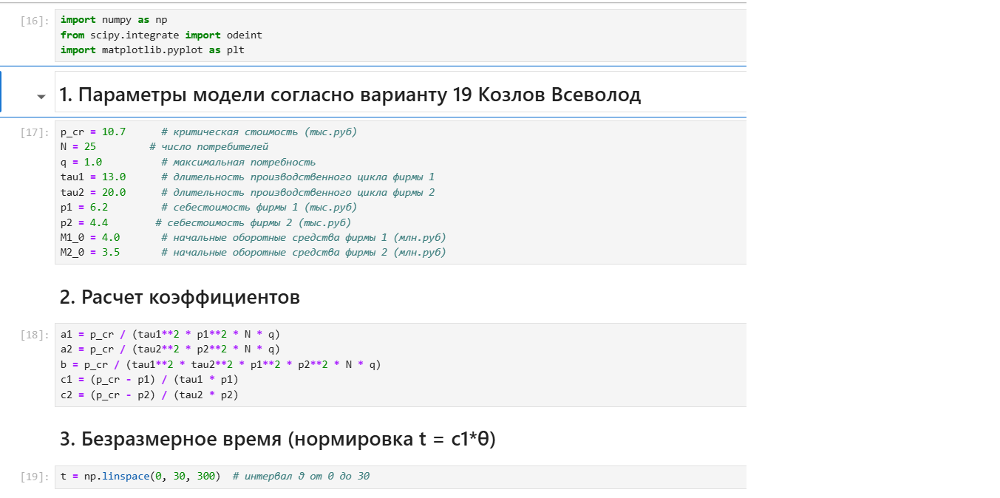 [16]:
import numpy as np
from scipy.integrate import odeint
import matplotlib.pyplot as plt
1. Параметры модели согласно варианту 19 Козлов Всеволод
[17]:
p_cr = 10.7      # критическая стоимость (тыс.руб)
N = 25         # число потребителей
q = 1.0          # максимальная потребность
tau1 = 13.0      # длительность производственного цикла фирмы 1
tau2 = 20.0      # длительность производственного цикла фирмы 2
p1 = 6.2         # себестоимость фирмы 1 (тыс.руб)
p2 = 4.4        # себестоимость фирмы 2 (тыс.руб)
M1_0 = 4.0       # начальные оборотные средства фирмы 1 (млн.руб)
M2_0 = 3.5       # начальные оборотные средства фирмы 2 (млн.руб)
2. Расчет коэффициентов
[18]:
a1 = p_cr / (tau1**2 * p1**2 * N * q)
a2 = p_cr / (tau2**2 * p2**2 * N * q)
b = p_cr / (tau1**2 * tau2**2 * p1**2 * p2**2 * N * q)
c1 = (p_cr - p1) / (tau1 * p1)
c2 = (p_cr - p2) / (tau2 * p2)
3. Безразмерное время (нормировка t = c1*θ)
[19]:
t = np.linspace(0, 30, 300)  # интервал ϑ от 0 до 30